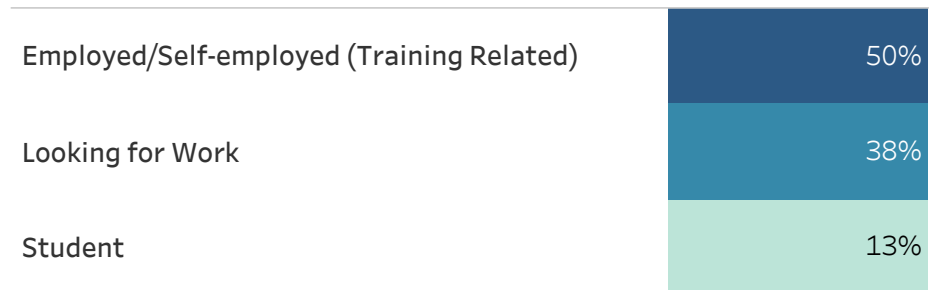 Employed/Self-employed (Training Related) 50%
Looking for Work 38%
Student 13%